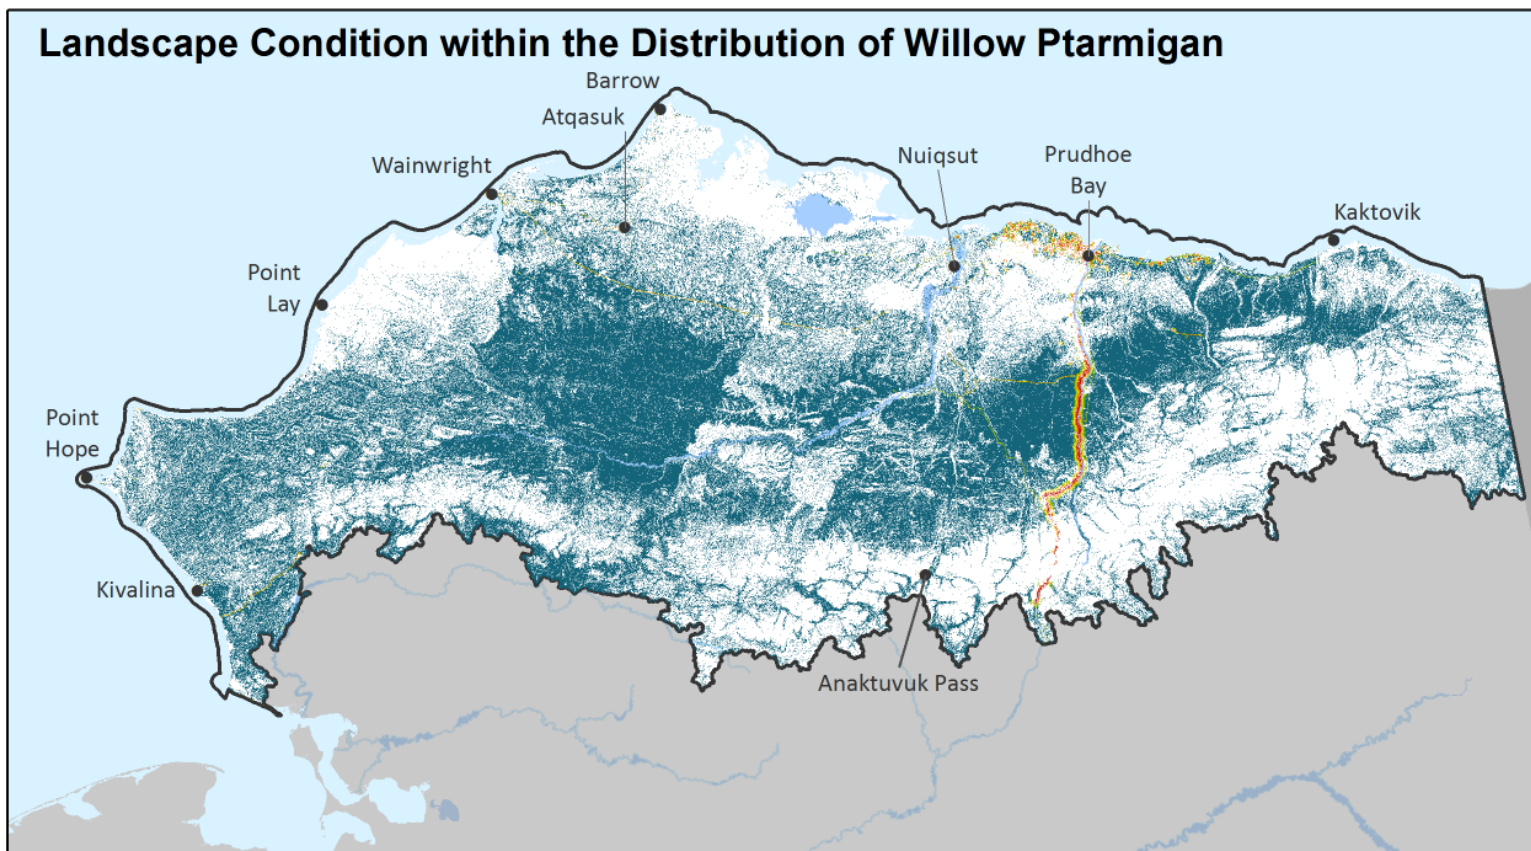 Landscape Condition within the Distribution of Willow Ptarmigan
Barrow
Atqasuk
Wainwright
Nuiqsut
Prudhoe
Bay
Kaktovik
Point
Lay
Point
Hope
Kivalina
Anaktuvuk Pass